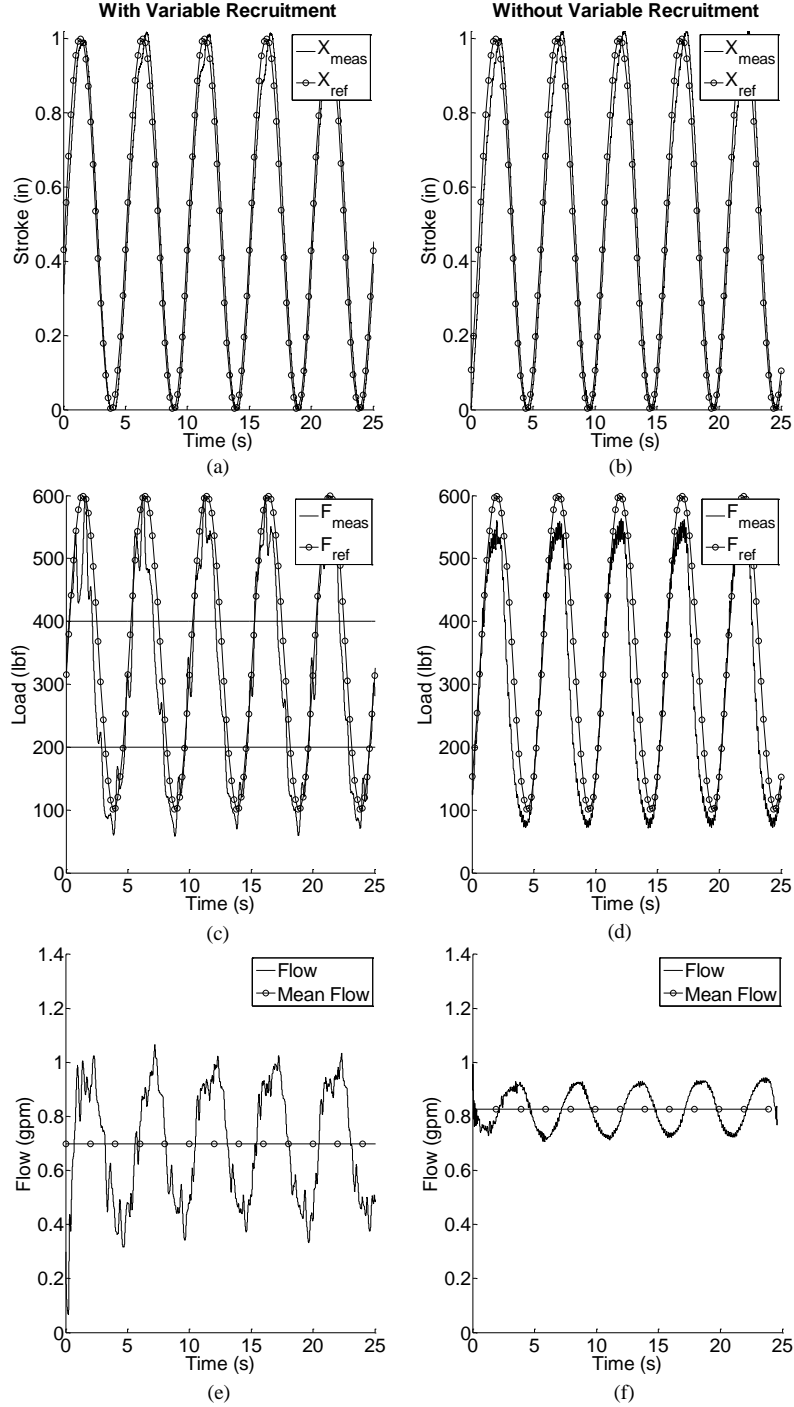 With Variable Recruitment
Without Variable Recruitment
1
0.8
0.6
0.4
0.2
0
Stroke (in)
X_meas
X_ref
0 5 10 15 20 25
Time (s)
(a)
1
0.8
0.6
0.4
0.2
0
Stroke (in)
X_meas
X_ref
0 5 10 15 20 25
Time (s)
(b)
600
500
400
300
200
100
0
Load (lbf)
F_meas
F_ref
0 5 10 15 20 25
Time (s)
(c)
600
500
400
300
200
100
0
Load (lbf)
F_meas
F_ref
0 5 10 15 20 25
Time (s)
(d)
1.4
1.2
1
0.8
0.6
0.4
0.2
0
Flow (gpm)
Flow
Mean Flow
0 5 10 15 20 25
Time (s)
(e)
1.4
1.2
1
0.8
0.6
0.4
0.2
0
Flow (gpm)
Flow
Mean Flow
0 5 10 15 20 25
Time (s)
(f)